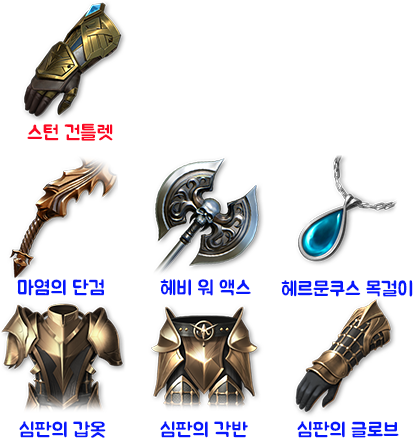 스턴 건틀렛
마염의 단검
헤비 워 액스
헤르문쿠스 목걸이
심판의 갑옷
심판의 각반
심판의 글로브